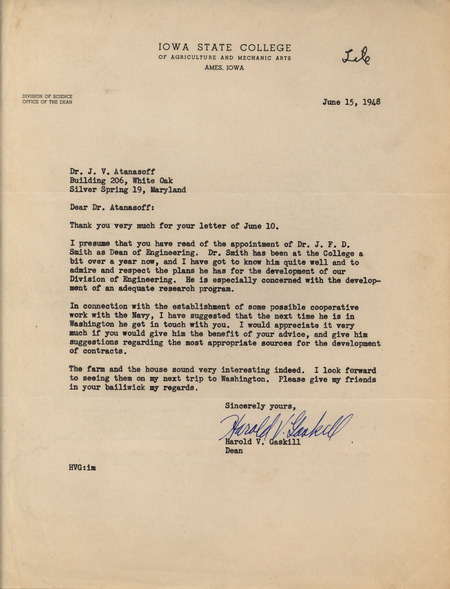 IOWA STATE COLLEGE
OF AGRICULTURE AND MECHANIC ARTS
AMES, IOWA
DIVISION OF SCIENCE
OFFICE OF THE DEAN
June 15, 1948
Dr. J. V. Atanasoff
Building 206, White Oak
Silver Spring 19, Maryland
Dear Dr. Atanasoff:
Thank you very much for your letter of June 10.
I presume that you have read of the appointment of Dr. J. F. D.
Smith as Dean of Engineering. Dr. Smith has been at the College a
bit over a year now, and I have got to know him quite well and to
admire and respect the plans he has for the development of our
Division of Engineering. He is especially concerned with the develop-
ment of an adequate research program.
In connection with the establishment of some possible cooperative
work with the Navy, I have suggested that the next time he is in
Washington he get in touch with you. I would appreciate it very
much if you would give him the benefit of your advice, and give him
suggestions regarding the most appropriate sources for the development
of contracts.
The farm and the house sound very interesting indeed. I look forward
to seeing them on my next trip to Washington. Please give my friends
in your bailiwick my regards.
Sincerely yours,
Harold V. Gaskill
Harold V. Gaskill
Dean
HVG:im